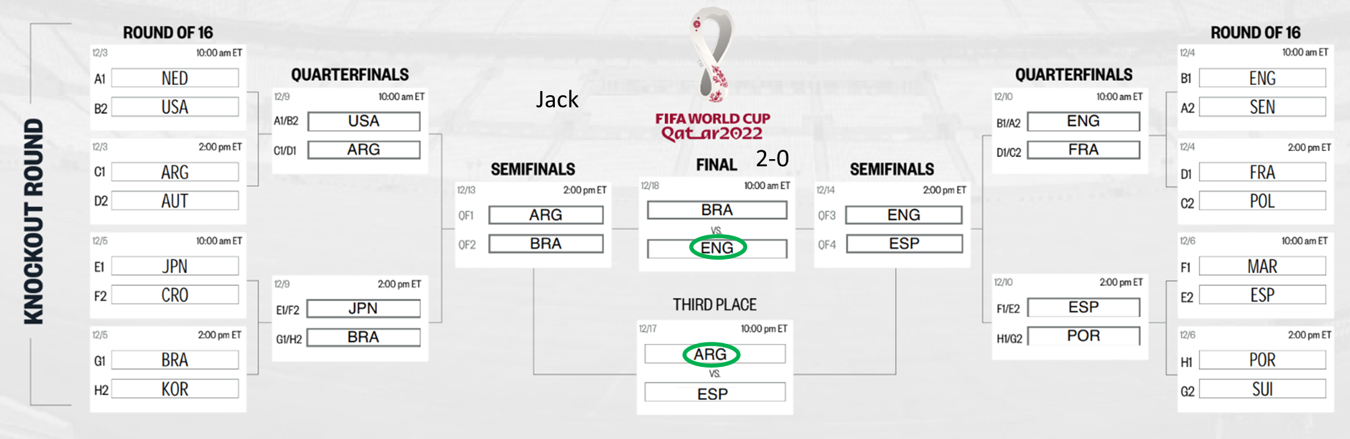 KNOCKOUT ROUND
ROUND OF 16
12/3 10:00 am ET
A1 NED
B2 USA
12/3 2:00 pm ET
C1 ARG
D2 AUT
12/5 10:00 am ET
E1 JPN
F2 CRO
12/5 2:00 pm ET
G1 BRA
H2 KOR
QUARTERFINALS
12/9 10:00 am ET
A1/B2 USA
C1/D1 ARG
12/9 2:00 pm ET
E1/F2 JPN
G1/H2 BRA
SEMIFINALS
12/13 2:00 pm ET
QF1 ARG
QF2 BRA
Jack
FIFA WORLD CUP
Qatar2022
FINAL 2-0
12/18 10:00 am ET
BRA
VS.
ENG
THIRD PLACE
12/17 10:00 pm ET
ARG
VS.
ESP
SEMIFINALS
12/14 2:00 pm ET
QF3 ENG
QF4 ESP
QUARTERFINALS
12/10 10:00 am ET
B1/A2 ENG
D1/C2 FRA
12/10 2:00 pm ET
F1/E2 ESP
H1/G2 POR
ROUND OF 16
12/4 10:00 am ET
B1 ENG
A2 SEN
12/4 2:00 pm ET
D1 FRA
C2 POL
12/6 10:00 am ET
F1 MAR
E2 ESP
12/6 2:00 pm ET
H1 POR
G2 SUI